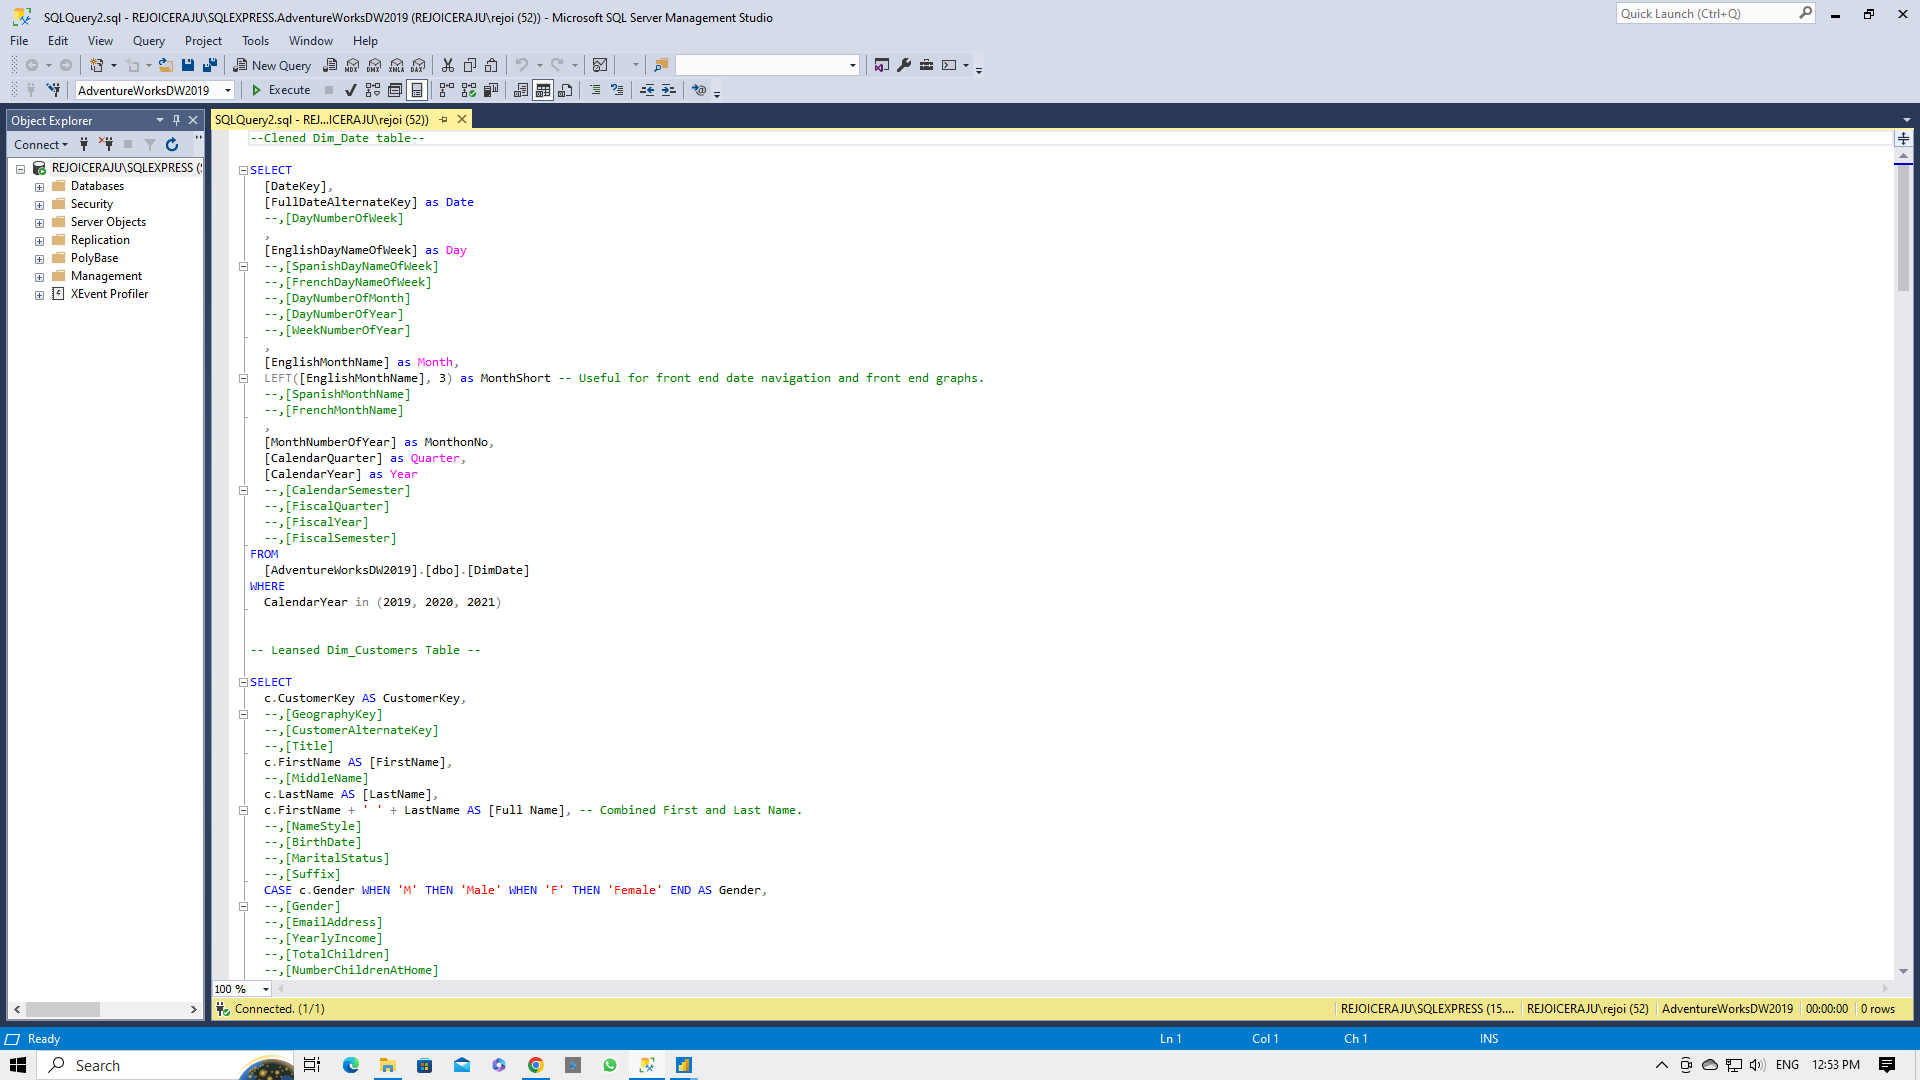 SQLQuery2.sql - REJOICERAJU\SQLEXPRESS.AdventureWorksDW2019 (REJOICERAJU\rejoi (52)) - Microsoft SQL Server Management Studio
Quick Launch (Ctrl+Q)
File Edit View Query Project Tools Window Help
New Query
MDX DMX XMLA DAX
AdventureWorksDW2019
Execute
Object Explorer
SQLQuery2.sql - REJ...ICERAJU\rejoi (52))
Connect
REJOICERAJU\SQLEXPRESS (
Databases
Security
Server Objects
Replication
PolyBase
Management
XEvent Profiler
--Clened Dim_Date table--
SELECT
[DateKey],
[FullDateAlternateKey] as Date
--,[DayNumberOfWeek]
,
[EnglishDayNameOfWeek] as Day
--,[SpanishDayNameOfWeek]
--,[FrenchDayNameOfWeek]
--,[DayNumberOfMonth]
--,[DayNumberOfYear]
--,[WeekNumberOfYear]
,
[EnglishMonthName] as Month,
LEFT([EnglishMonthName], 3) as MonthShort -- Useful for front end date navigation and front end graphs.
--,[SpanishMonthName]
--,[FrenchMonthName]
,
[MonthNumberOfYear] as MonthonNo,
[CalendarQuarter] as Quarter,
[CalendarYear] as Year
--,[CalendarSemester]
--,[FiscalQuarter]
--,[FiscalYear]
--,[FiscalSemester]
FROM
[AdventureWorksDW2019].[dbo].[DimDate]
WHERE
CalendarYear in (2019, 2020, 2021)
-- Leansed Dim_Customers Table --
SELECT
c.CustomerKey AS CustomerKey,
--,[GeographyKey]
--,[CustomerAlternateKey]
--,[Title]
c.FirstName AS [FirstName],
--,[MiddleName]
c.LastName AS [LastName],
c.FirstName + ' ' + LastName AS [Full Name], -- Combined First and Last Name.
--,[NameStyle]
--,[BirthDate]
--,[MaritalStatus]
--,[Suffix]
CASE c.Gender WHEN 'M' THEN 'Male' WHEN 'F' THEN 'Female' END AS Gender,
--,[Gender]
--,[EmailAddress]
--,[YearlyIncome]
--,[TotalChildren]
--,[NumberChildrenAtHome]
100 %
Connected. (1/1)
REJOICERAJU\SQLEXPRESS (15.... REJOICERAJU\rejoi (52) AdventureWorksDW2019 00:00:00 0 rows
Ready
Ln 1 Col 1 Ch 1 INS
Search
ENG 12:53 PM